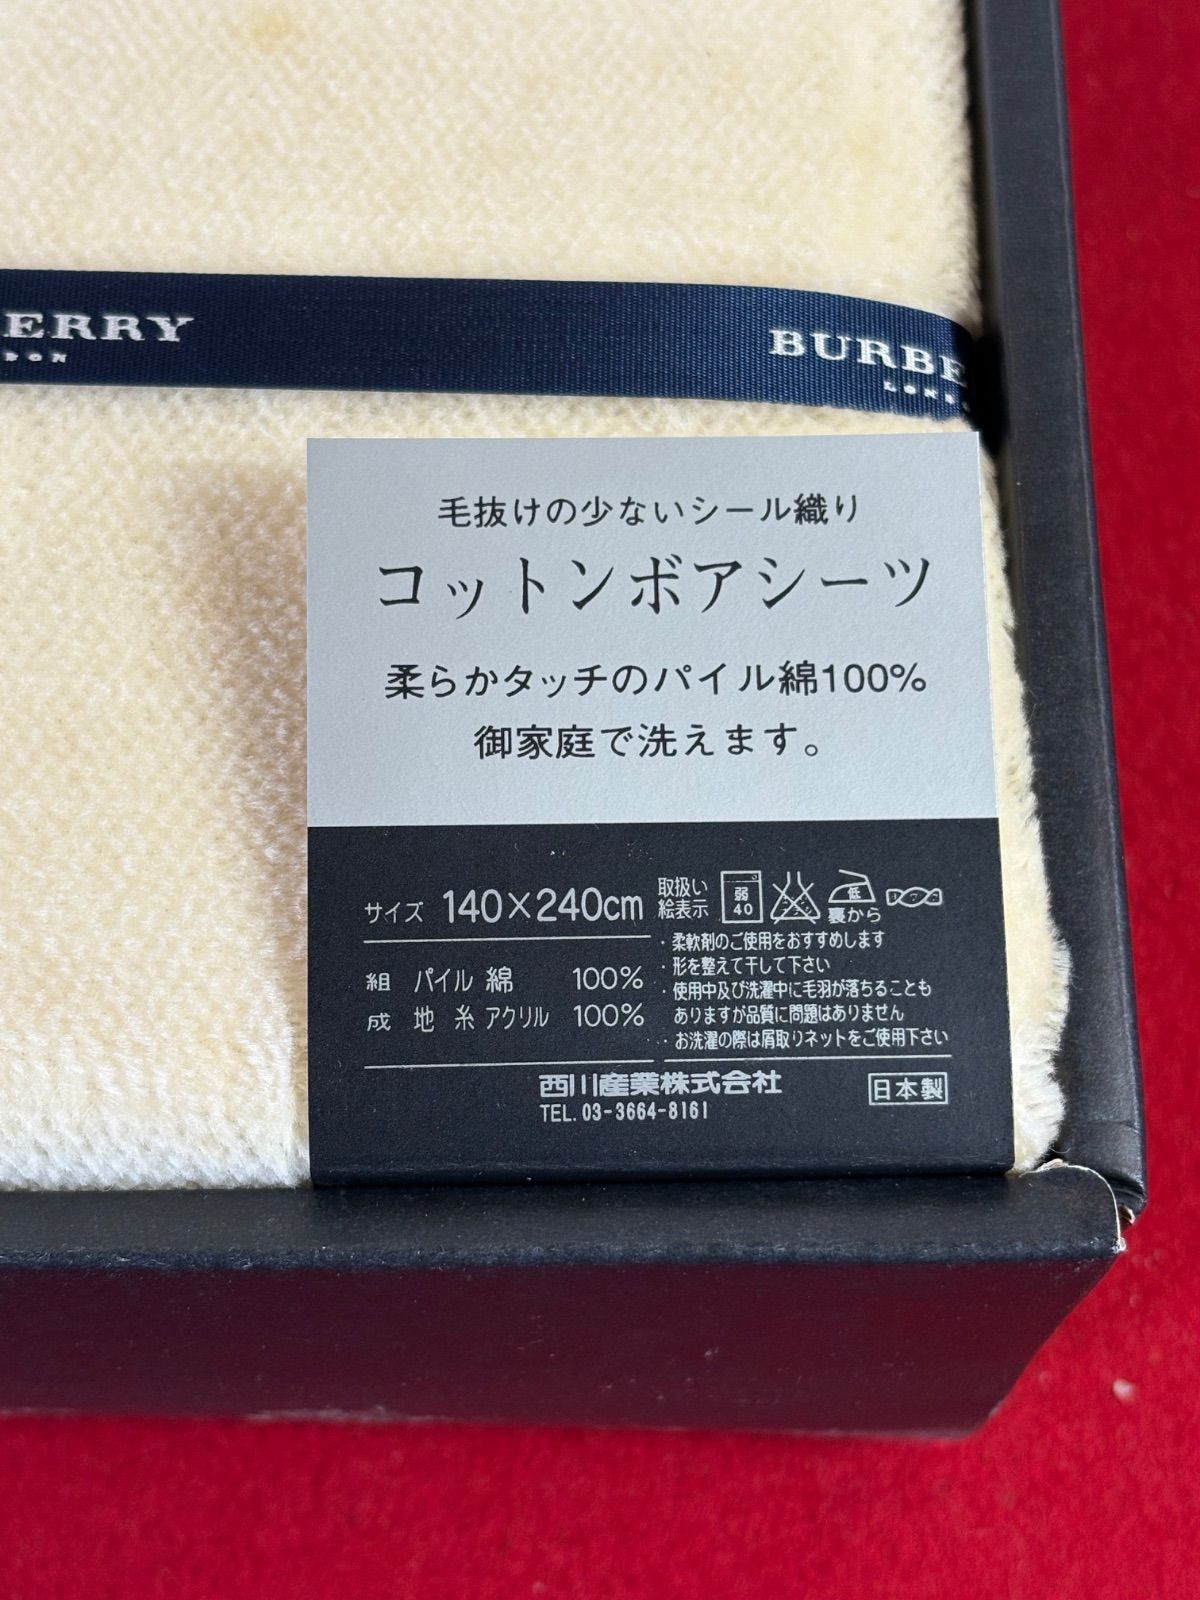 ERRY
DON
BURBE
LON
毛抜けの少ないシール織り
コットンボアシーツ
柔らかタッチのパイル綿100%
御家庭で洗えます。
サイズ 140×240cm
組 パイル 綿 100%
成 地 糸 アクリル 100%
取扱い
絵表示
弱
40
低
裏から
・柔軟剤のご使用をおすすめします
・形を整えて干して下さい
・使用中及び洗濯中に毛羽が落ちることも
ありますが品質に問題はありません
・お洗濯の際は屑取りネットをご使用下さい
西川産業株式会社
TEL. 03-3664-8161
日本製